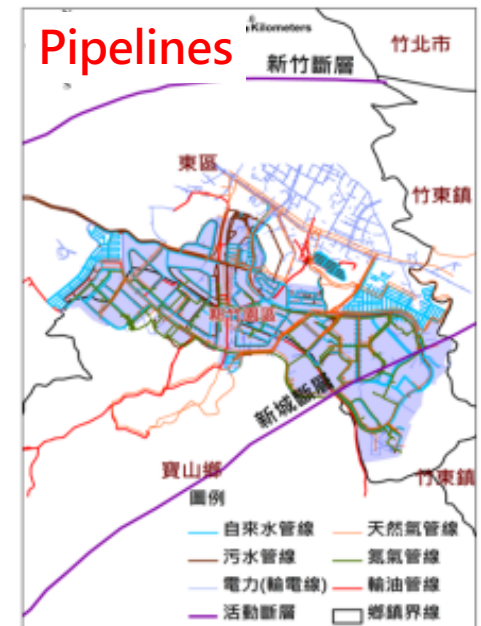 Pipelines
Kilometers
竹北市
新竹斷層
東區
竹東鎮
新竹園區
新城斷層
寶山鄉
竹東鎮
圖例
自來水管線
天然氣管線
污水管線
氮氣管線
電力(輸電線)
輸油管線
活動斷層
鄉鎮界線